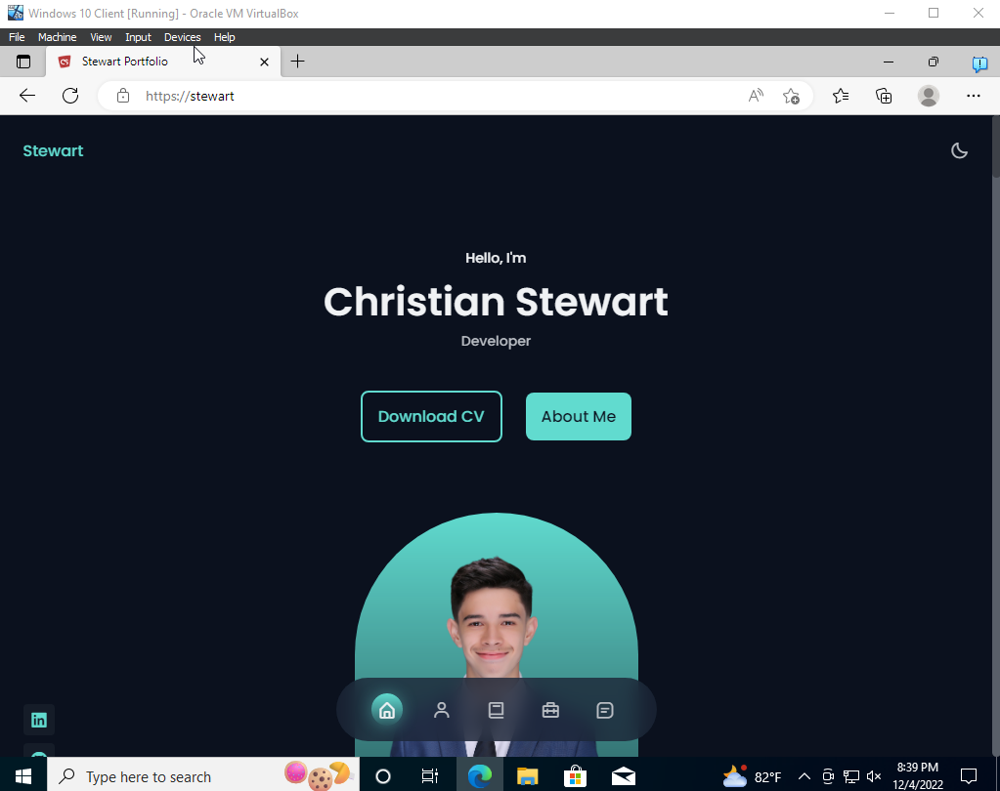 Windows 10 Client [Running] - Oracle VM VirtualBox
File Machine View Input Devices Help
Stewart Portfolio
https://stewart
Stewart
Hello, I'm
Christian Stewart
Developer
Download CV
About Me
Type here to search
82°F
8:39 PM
12/4/2022